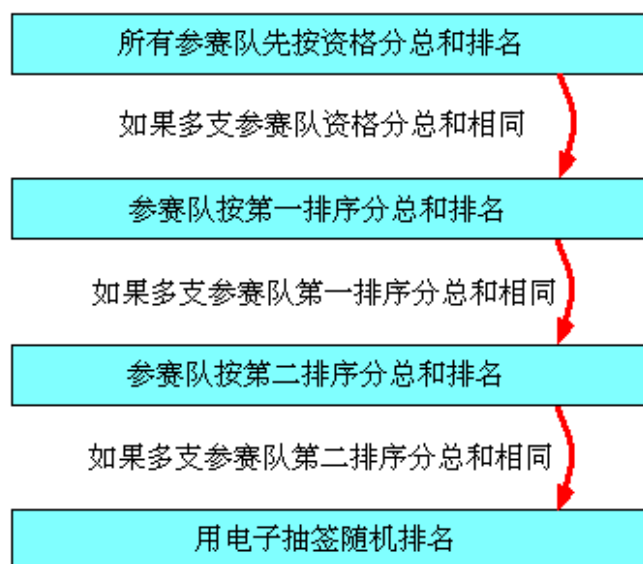 所有参赛队先按资格分总和排名
如果多支参赛队资格分总和相同
参赛队按第一排序分总和排名
如果多支参赛队第一排序分总和相同
参赛队按第二排序分总和排名
如果多支参赛队第二排序分总和相同
用电子抽签随机排名